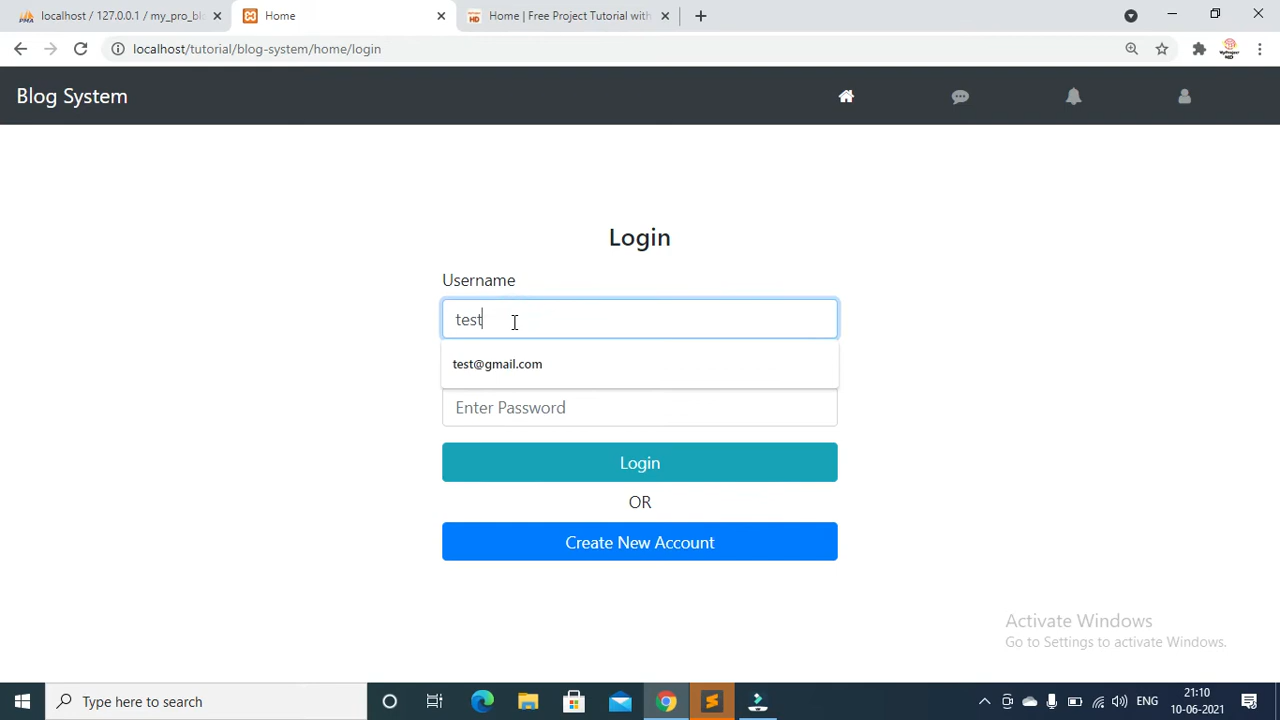 localhost / 127.0.0.1 / my_pro_bl
Home
Home | Free Project Tutorial with
localhost/tutorial/blog-system/home/login
Blog System
Login
Username
test
test@gmail.com
Enter Password
Login
OR
Create New Account
Activate Windows
Go to Settings to activate Windows.
Type here to search
ENG
21:10
10-06-2021